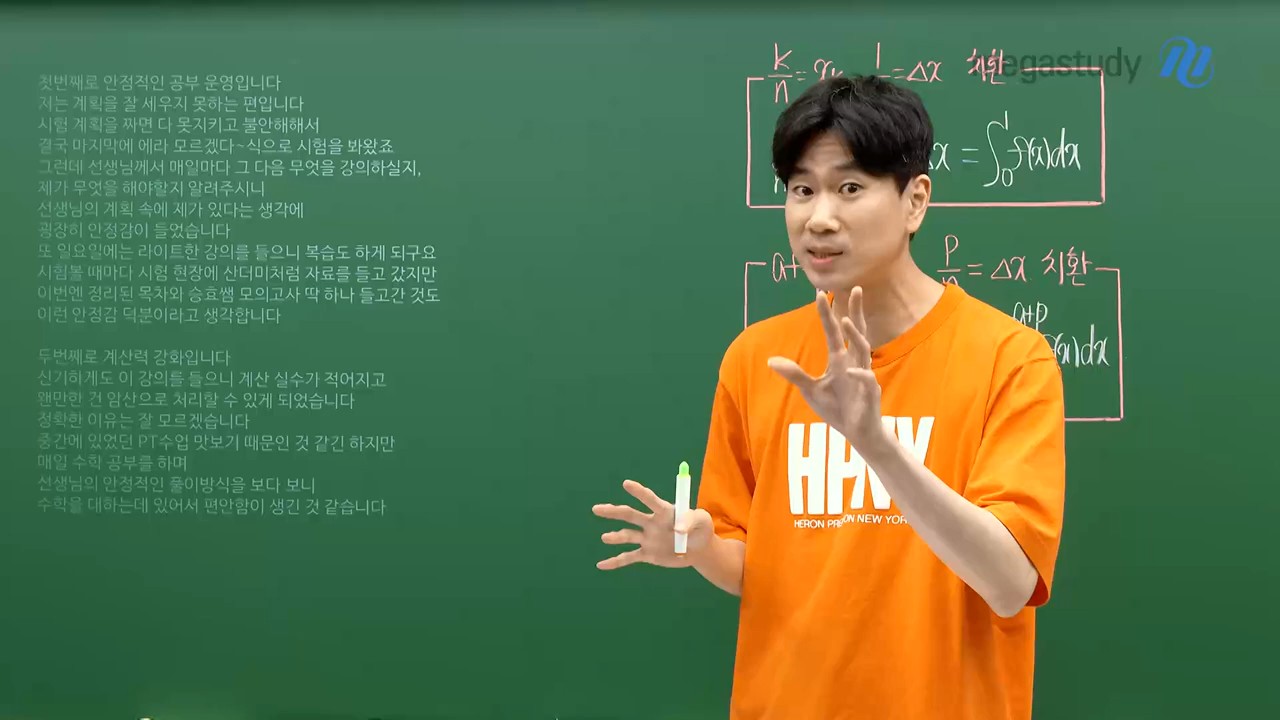 첫번째로 안정적인 공부 운영입니다
저는 계획을 잘 세우지 못하는 편입니다
시험 계획을 짜면 다 못지키고 불안해해서
결국 마지막에 에라 모르겠다~식으로 시험을 봐왔죠
그런데 선생님께서 매일마다 그 다음 무엇을 강의하실지,
제가 무엇을 해야할지 알려주시니
선생님의 계획 속에 제가 있다는 생각에
굉장히 안정감이 들었습니다
또 일요일에는 라이트한 강의를 들으니 복습도 하게 되구요
시험볼 때마다 시험 현장에 산더미처럼 자료를 들고 갔지만
이번엔 정리된 목차와 승효쌤 모의고사 딱 하나 들고간 것도
이런 안정감 덕분이라고 생각합니다
두번째로 계산력 강화입니다
신기하게도 이 강의를 들으니 계산 실수가 적어지고
왠만한 건 암산으로 처리할 수 있게 되었습니다
정확한 이유는 잘 모르겠습니다
중간에 있었던 PT수업 맛보기 때문인 것 같긴 하지만
매일 수학 공부를 하며
선생님의 안정적인 풀이방식을 보다 보니
수학을 대하는데 있어서 편안함이 생긴 것 같습니다
megastudy
k/n = x_k 1 = Δx 치환
Δx = ∫₀¹ f(x)dx
a+ p/n = Δx 치환
a+p
(x)dx
HERON NEW YORK